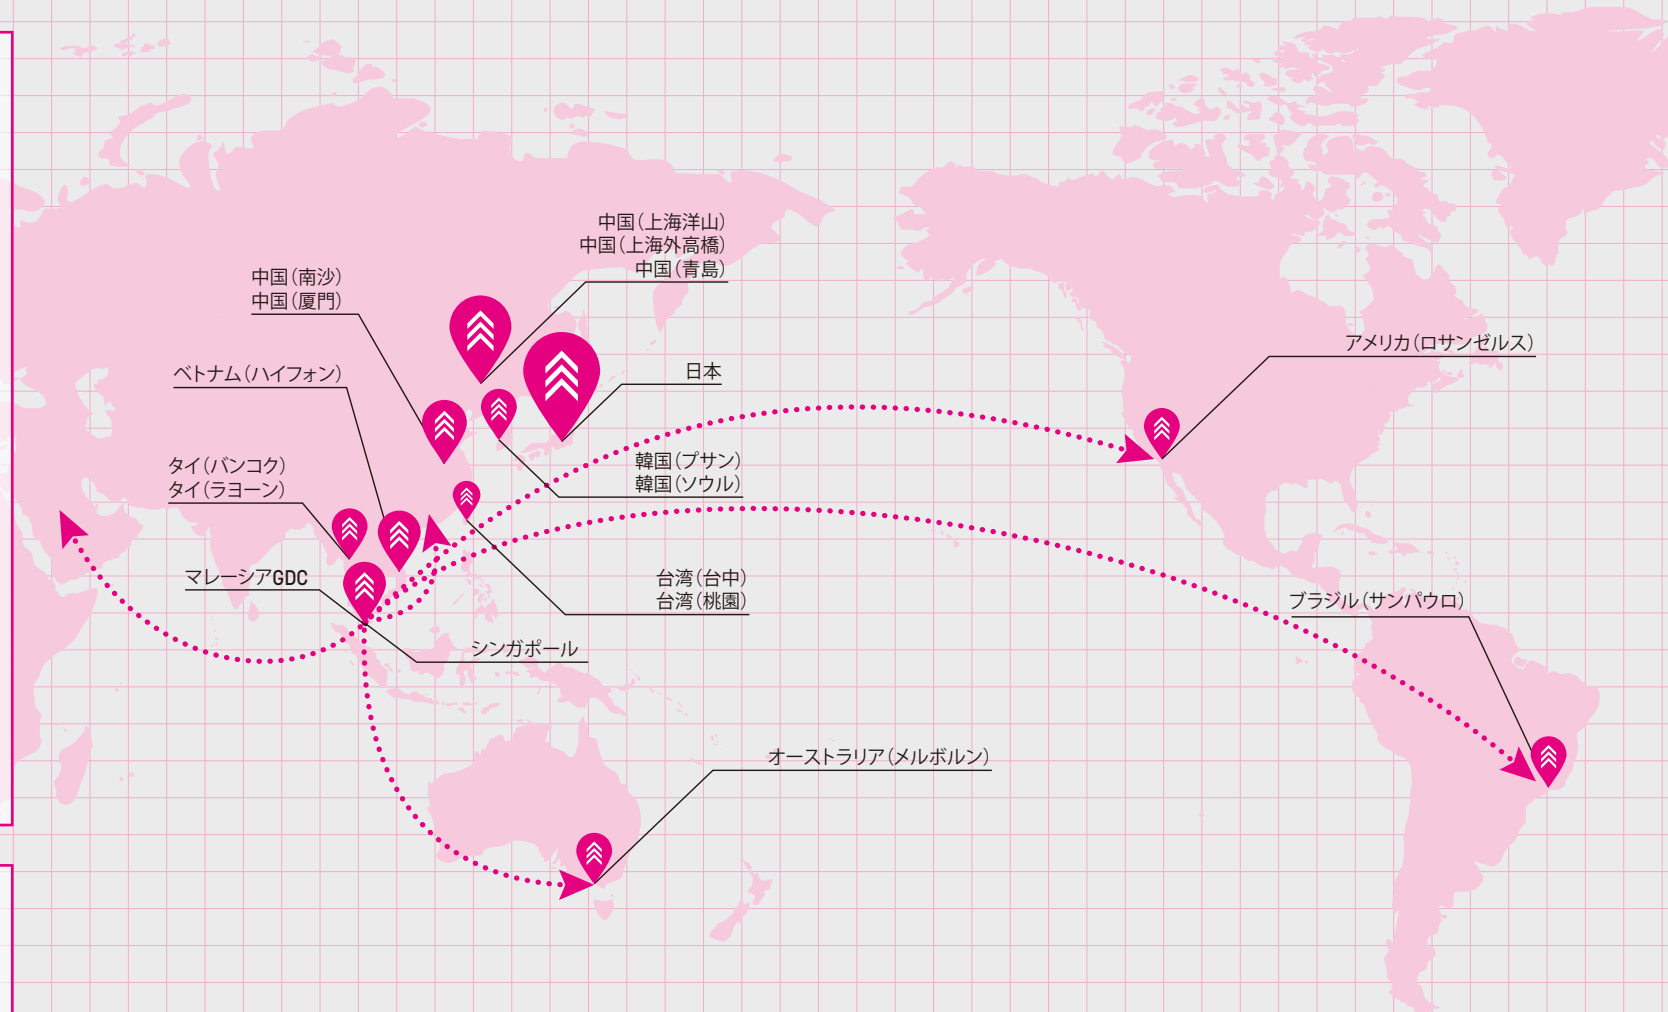 中国（上海洋山）
中国（上海外高橋）
中国（青島）
中国（南沙）
中国（厦門）
アメリカ（ロサンゼルス）
ベトナム（ハイフォン）
日本
韓国（プサン）
韓国（ソウル）
タイ（バンコク）
タイ（ラヨーン）
マレーシアGDC
台湾（台中）
台湾（桃園）
ブラジル（サンパウロ）
シンガポール
オーストラリア（メルボルン）